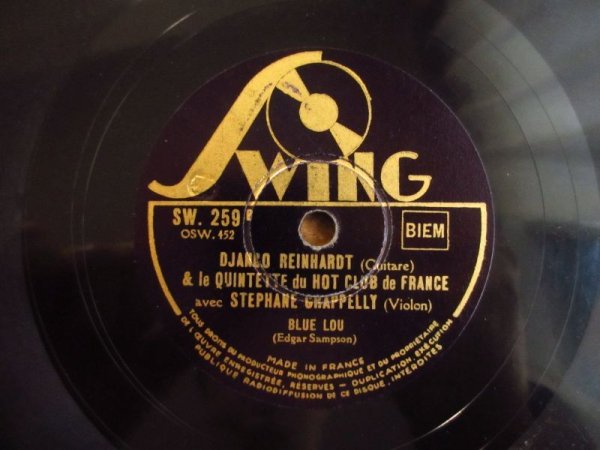 SWING
SW. 259
OSW. 452
BIEM
DJANGO REINHARDT (Guitare)
& le QUINTETTE du HOT CLUB de FRANCE
avec STEPHANE GRAPPELLY (Violon)
BLUE LOU
(Edgar Sampson)
MADE IN FRANCE
TOUS DROITS DU PRODUCTEUR PHONOGRAPHIQUE ET DU PROPRIÉTAIRE
DE L'ŒUVRE ENREGISTRÉE, RÉSERVÉS - DUPLICATION, EXÉCUTION
PUBLIQUE RADIODIFFUSION DE CE DISQUE, INTERDITES